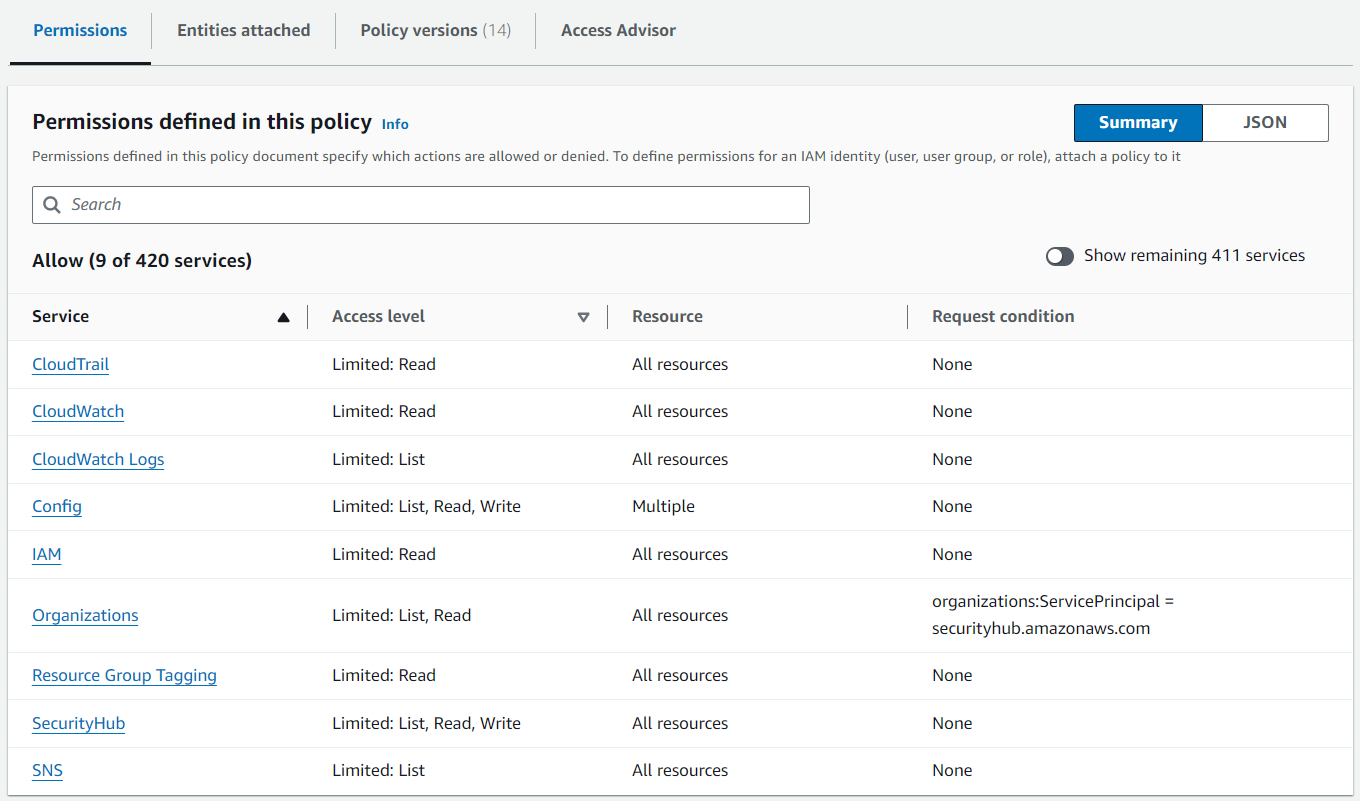 Permissions Entities attached Policy versions (14) Access Advisor
Permissions defined in this policy Info
Summary JSON
Permissions defined in this policy document specify which actions are allowed or denied. To define permissions for an IAM identity (user, user group, or role), attach a policy to it
Search
Allow (9 of 420 services)
Show remaining 411 services
Service Access level Resource Request condition
CloudTrail Limited: Read All resources None
CloudWatch Limited: Read All resources None
CloudWatch Logs Limited: List All resources None
Config Limited: List, Read, Write Multiple None
IAM Limited: Read All resources None
Organizations Limited: List, Read All resources organizations:ServicePrincipal =
securityhub.amazonaws.com
Resource Group Tagging Limited: Read All resources None
SecurityHub Limited: List, Read, Write All resources None
SNS Limited: List All resources None